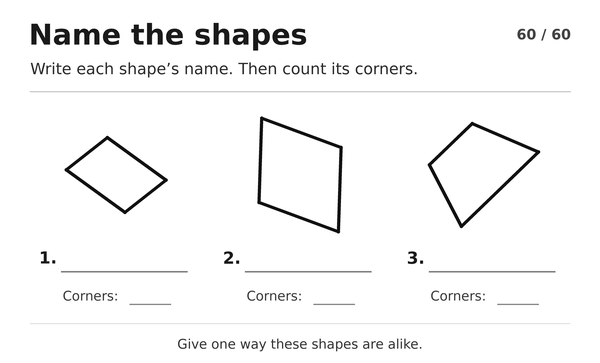 Name the shapes
60 / 60
Write each shape’s name. Then count its corners.
1. 2. 3.
Corners: Corners: Corners:
Give one way these shapes are alike.